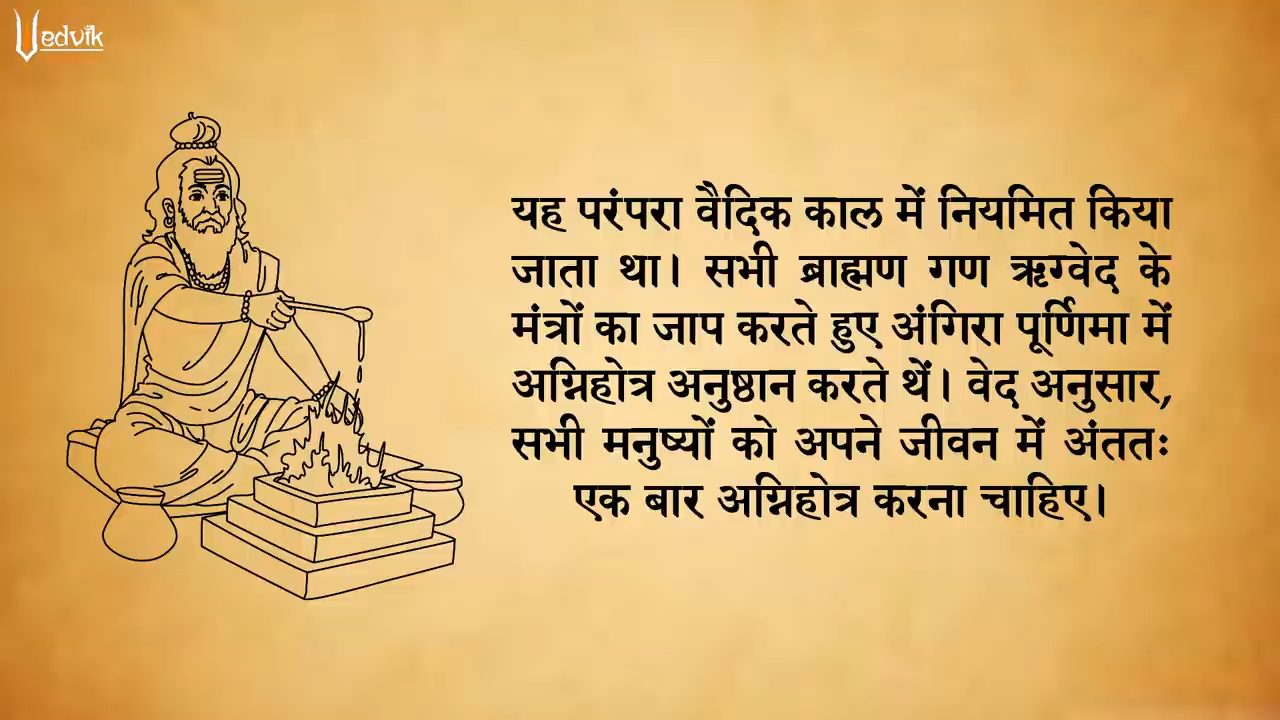 Vedvik
यह परंपरा वैदिक काल में नियमित किया
जाता था। सभी ब्राह्मण गण ऋग्वेद के
मंत्रों का जाप करते हुए अंगिरा पूर्णिमा में
अग्निहोत्र अनुष्ठान करते थें। वेद अनुसार,
सभी मनुष्यों को अपने जीवन में अंततः
एक बार अग्निहोत्र करना चाहिए।